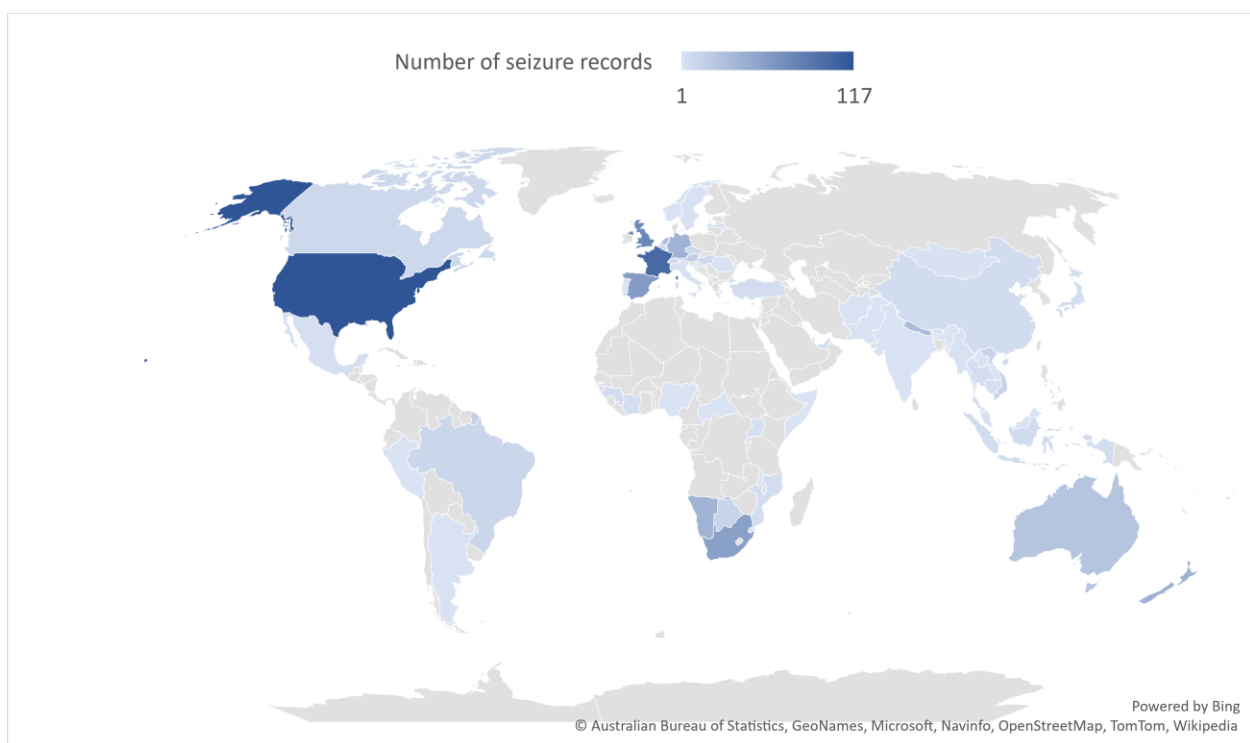 Number of seizure records
1 117
Powered by Bing
© Australian Bureau of Statistics, GeoNames, Microsoft, Navinfo, OpenStreetMap, TomTom, Wikipedia